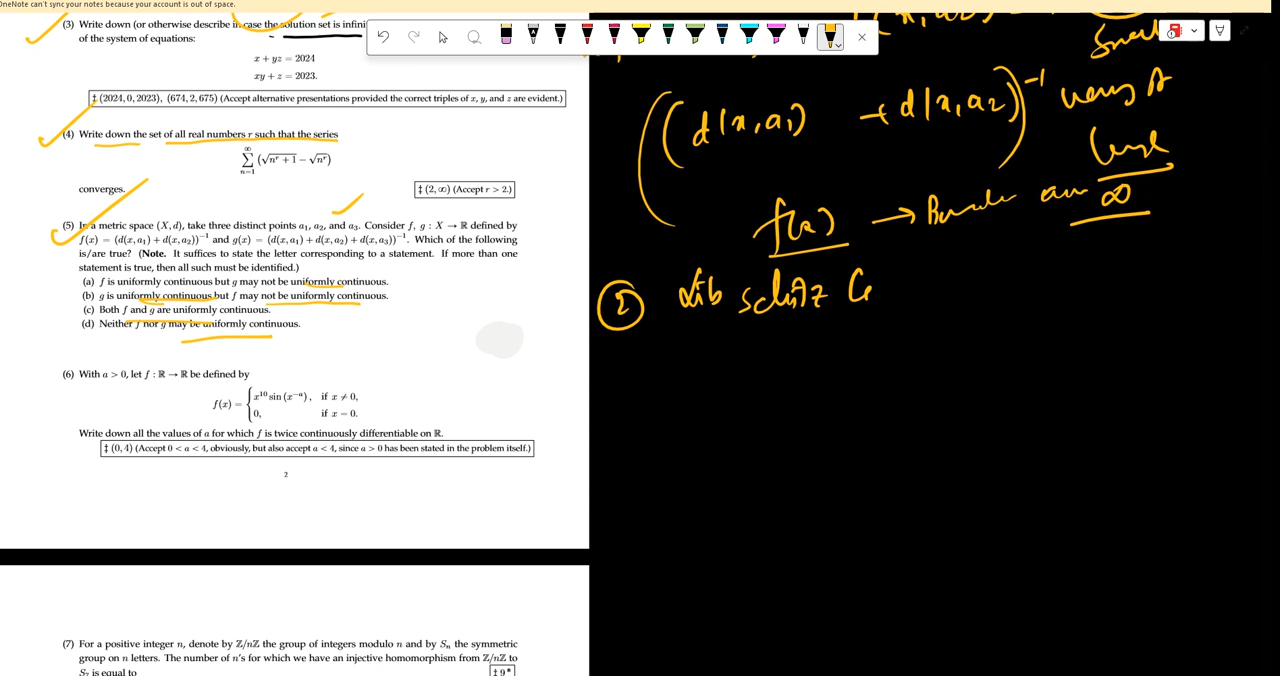 OneNote can't sync your notes because your account is out of space.
(3) Write down (or otherwise describe in case the solution set is infini
of the system of equations:
x + yz = 2024
xy + z = 2023.
‡ (2024, 0, 2023), (674, 2, 675) (Accept alternative presentations provided the correct triples of x, y, and z are evident.)
(4) Write down the set of all real numbers r such that the series
∞
∑ (√(nʳ + 1) − √nʳ)
n=1
converges.
‡ (2, ∞) (Accept r > 2.)
(5) In a metric space (X, d), take three distinct points a₁, a₂, and a₃. Consider f, g : X → ℝ defined by
f(x) = (d(x, a₁) + d(x, a₂))⁻¹ and g(x) = (d(x, a₁) + d(x, a₂) + d(x, a₃))⁻¹. Which of the following
is/are true? (Note. It suffices to state the letter corresponding to a statement. If more than one
statement is true, then all such must be identified.)
(a) f is uniformly continuous but g may not be uniformly continuous.
(b) g is uniformly continuous but f may not be uniformly continuous.
(c) Both f and g are uniformly continuous.
(d) Neither f nor g may be uniformly continuous.
(6) With a > 0, let f : ℝ → ℝ be defined by
f(x) = { x¹⁰ sin (x⁻ᵃ), if x ≠ 0,
0, if x = 0.
Write down all the values of a for which f is twice continuously differentiable on ℝ.
‡ (0, 4) (Accept 0 < a < 4, obviously, but also accept a < 4, since a > 0 has been stated in the problem itself.)
2
(7) For a positive integer n, denote by ℤ/nℤ the group of integers modulo n and by Sₙ the symmetric
group on n letters. The number of n's for which we have an injective homomorphism from ℤ/nℤ to
S₇ is equal to
‡ 9*
((d(x, a₁) + d(x, a₂))⁻¹
f(x) →
∞
② Lib schitz